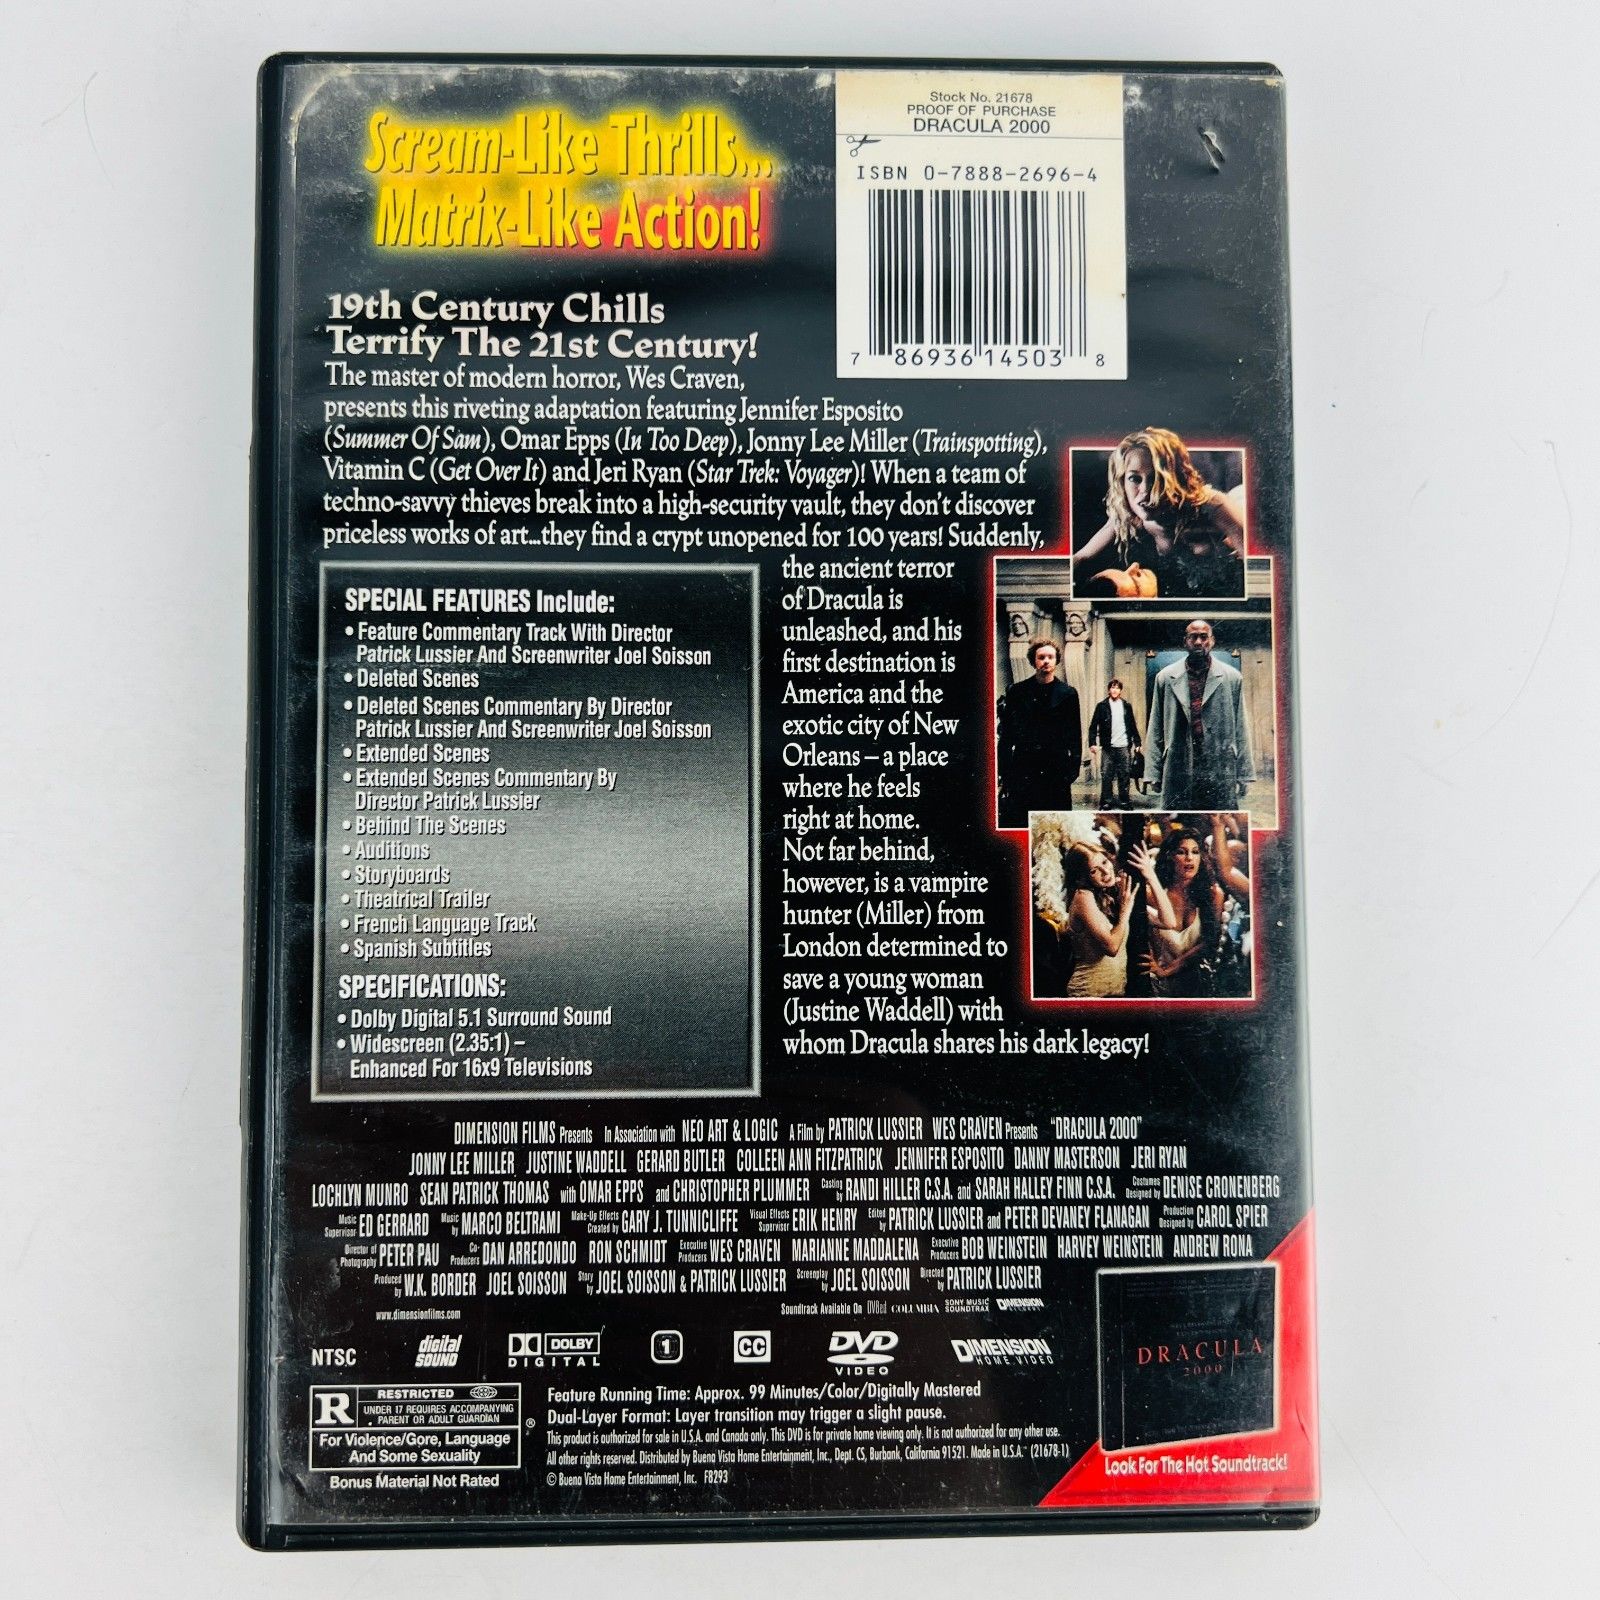 Scream-Like Thrills...
Matrix-Like Action!
Stock No. 21678
PROOF OF PURCHASE
DRACULA 2000
ISBN 0-7888-2696-4
7 86936 14503 8
19th Century Chills
Terrify The 21st Century!
The master of modern horror, Wes Craven,
presents this riveting adaptation featuring Jennifer Esposito
(Summer Of Sam), Omar Epps (In Too Deep), Jonny Lee Miller (Trainspotting),
Vitamin C (Get Over It) and Jeri Ryan (Star Trek: Voyager)! When a team of
techno-savvy thieves break into a high-security vault, they don't discover
priceless works of art...they find a crypt unopened for 100 years! Suddenly,
the ancient terror
of Dracula is
unleashed, and his
first destination is
America and the
exotic city of New
Orleans – a place
where he feels
right at home.
Not far behind,
however, is a vampire
hunter (Miller) from
London determined to
save a young woman
(Justine Waddell) with
whom Dracula shares his dark legacy!
SPECIAL FEATURES Include:
• Feature Commentary Track With Director
Patrick Lussier And Screenwriter Joel Soisson
• Deleted Scenes
• Deleted Scenes Commentary By Director
Patrick Lussier And Screenwriter Joel Soisson
• Extended Scenes
• Extended Scenes Commentary By
Director Patrick Lussier
• Behind The Scenes
• Auditions
• Storyboards
• Theatrical Trailer
• French Language Track
• Spanish Subtitles
SPECIFICATIONS:
• Dolby Digital 5.1 Surround Sound
• Widescreen (2.35:1) –
Enhanced For 16x9 Televisions
DIMENSION FILMS Presents In Association with NEO ART & LOGIC A Film by PATRICK LUSSIER WES CRAVEN Presents "DRACULA 2000"
JONNY LEE MILLER JUSTINE WADDELL GERARD BUTLER COLLEEN ANN FITZPATRICK JENNIFER ESPOSITO DANNY MASTERSON JERI RYAN
LOCHLYN MUNRO SEAN PATRICK THOMAS with OMAR EPPS and CHRISTOPHER PLUMMER Casting by RANDI HILLER C.S.A. and SARAH HALLEY FINN C.S.A. Costumes Designed by DENISE CRONENBERG
Music Supervisor ED GERRARD Music by MARCO BELTRAMI Make-Up Effects Created by GARY J. TUNNICLIFFE Visual Effects Supervisor ERIK HENRY Edited by PATRICK LUSSIER and PETER DEVANEY FLANAGAN Production Designed by CAROL SPIER
Director of Photography PETER PAU Co-Producers DAN ARREDONDO RON SCHMIDT Executive Producers WES CRAVEN MARIANNE MADDALENA Executive Producers BOB WEINSTEIN HARVEY WEINSTEIN ANDREW RONA
Produced by W.K. BORDER JOEL SOISSON Story by JOEL SOISSON & PATRICK LUSSIER Screenplay by JOEL SOISSON Directed by PATRICK LUSSIER
www.dimensionfilms.com
Soundtrack Available On COLUMBIA SONY MUSIC SOUNDTRAX DIMENSION
NTSC digital SOUND DOLBY DIGITAL 1 CC DVD VIDEO DIMENSION HOME VIDEO
DRACULA
2000
R RESTRICTED
UNDER 17 REQUIRES ACCOMPANYING
PARENT OR ADULT GUARDIAN
®
For Violence/Gore, Language
And Some Sexuality
Bonus Material Not Rated
Feature Running Time: Approx. 99 Minutes/Color/Digitally Mastered
Dual-Layer Format: Layer transition may trigger a slight pause.
This product is authorized for sale in U.S.A. and Canada only. This DVD is for private home viewing only. It is not authorized for any other use.
All other rights reserved. Distributed by Buena Vista Home Entertainment, Inc., Dept. CS, Burbank, California 91521. Made in U.S.A. (21678-1)
© Buena Vista Home Entertainment, Inc. F8293
Look For The Hot Soundtrack!